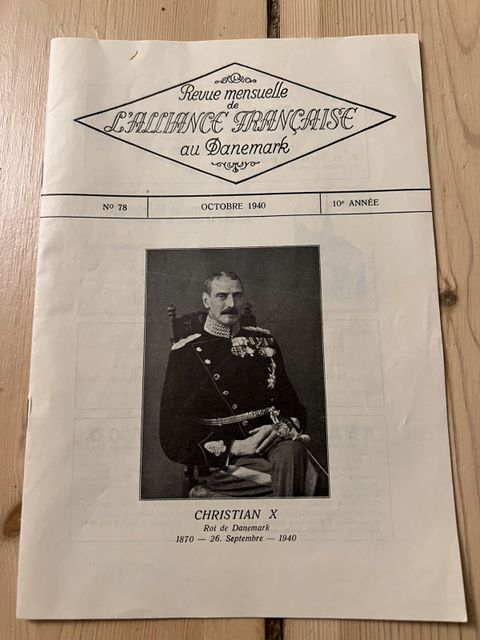 Revue mensuelle
de
L'ALLIANCE FRANÇAISE
au Danemark
Nº 78
OCTOBRE 1940
10e ANNÉE
CHRISTIAN X
Roi de Danemark
1870 — 26. Septembre — 1940